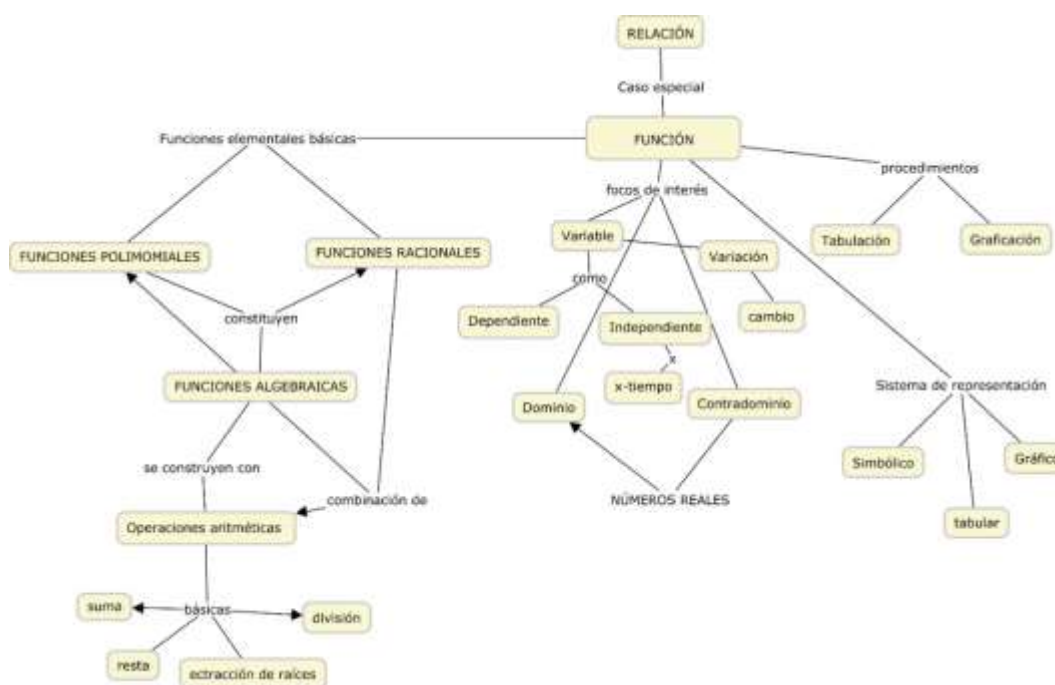 RELACIÓN
Caso especial
Funciones elementales básicas
FUNCIÓN
procedimientos
focos de interés
Variable
Tabulación
Graficación
FUNCIONES POLIMOMIALES
FUNCIONES RACIONALES
Variación
como
constituyen
Dependiente
Independiente
cambio
x
FUNCIONES ALGEBRAICAS
x-tiempo
Sistema de representación
Dominio
Contradominio
se construyen con
Simbólico
Gráfico
combinación de
NÚMEROS REALES
Operaciones aritméticas
tabular
suma
básicas
división
resta
ectracción de raíces